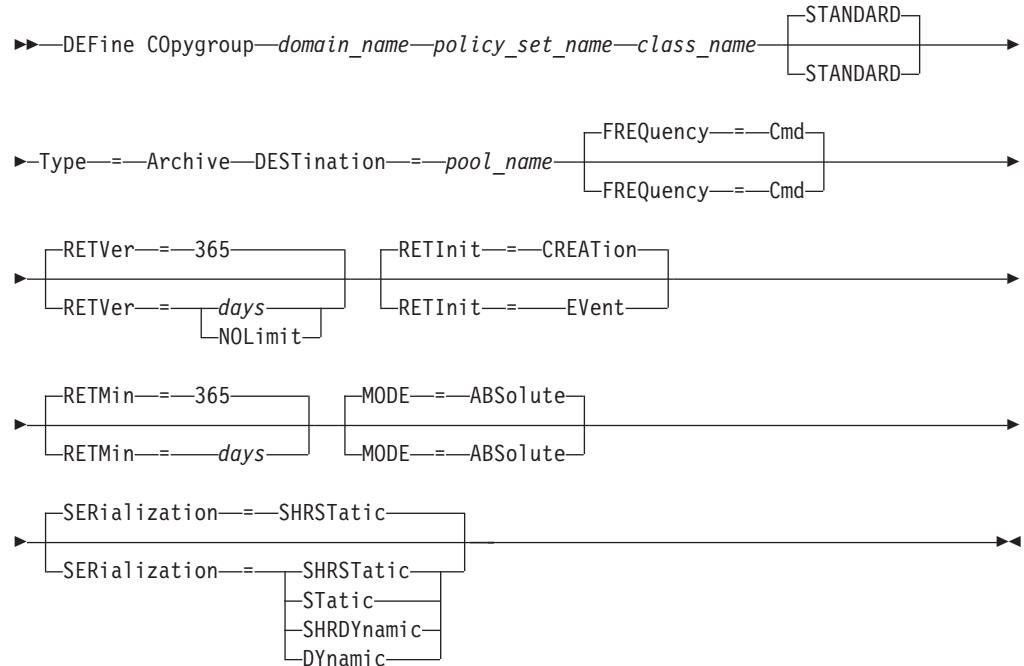 STANDARD
DEFine COpygroup domain_name policy_set_name class_name
STANDARD
FREQuency = Cmd
Type = Archive DESTination = pool_name
FREQuency = Cmd
RETVer = 365 RETInit = CREATion
RETVer = days RETInit = EVent
NOLimit
RETMin = 365 MODE = ABSolute
RETMin = days MODE = ABSolute
SERialization = SHRSTatic
SERialization = SHRSTatic
STatic
SHRDYnamic
DYnamic